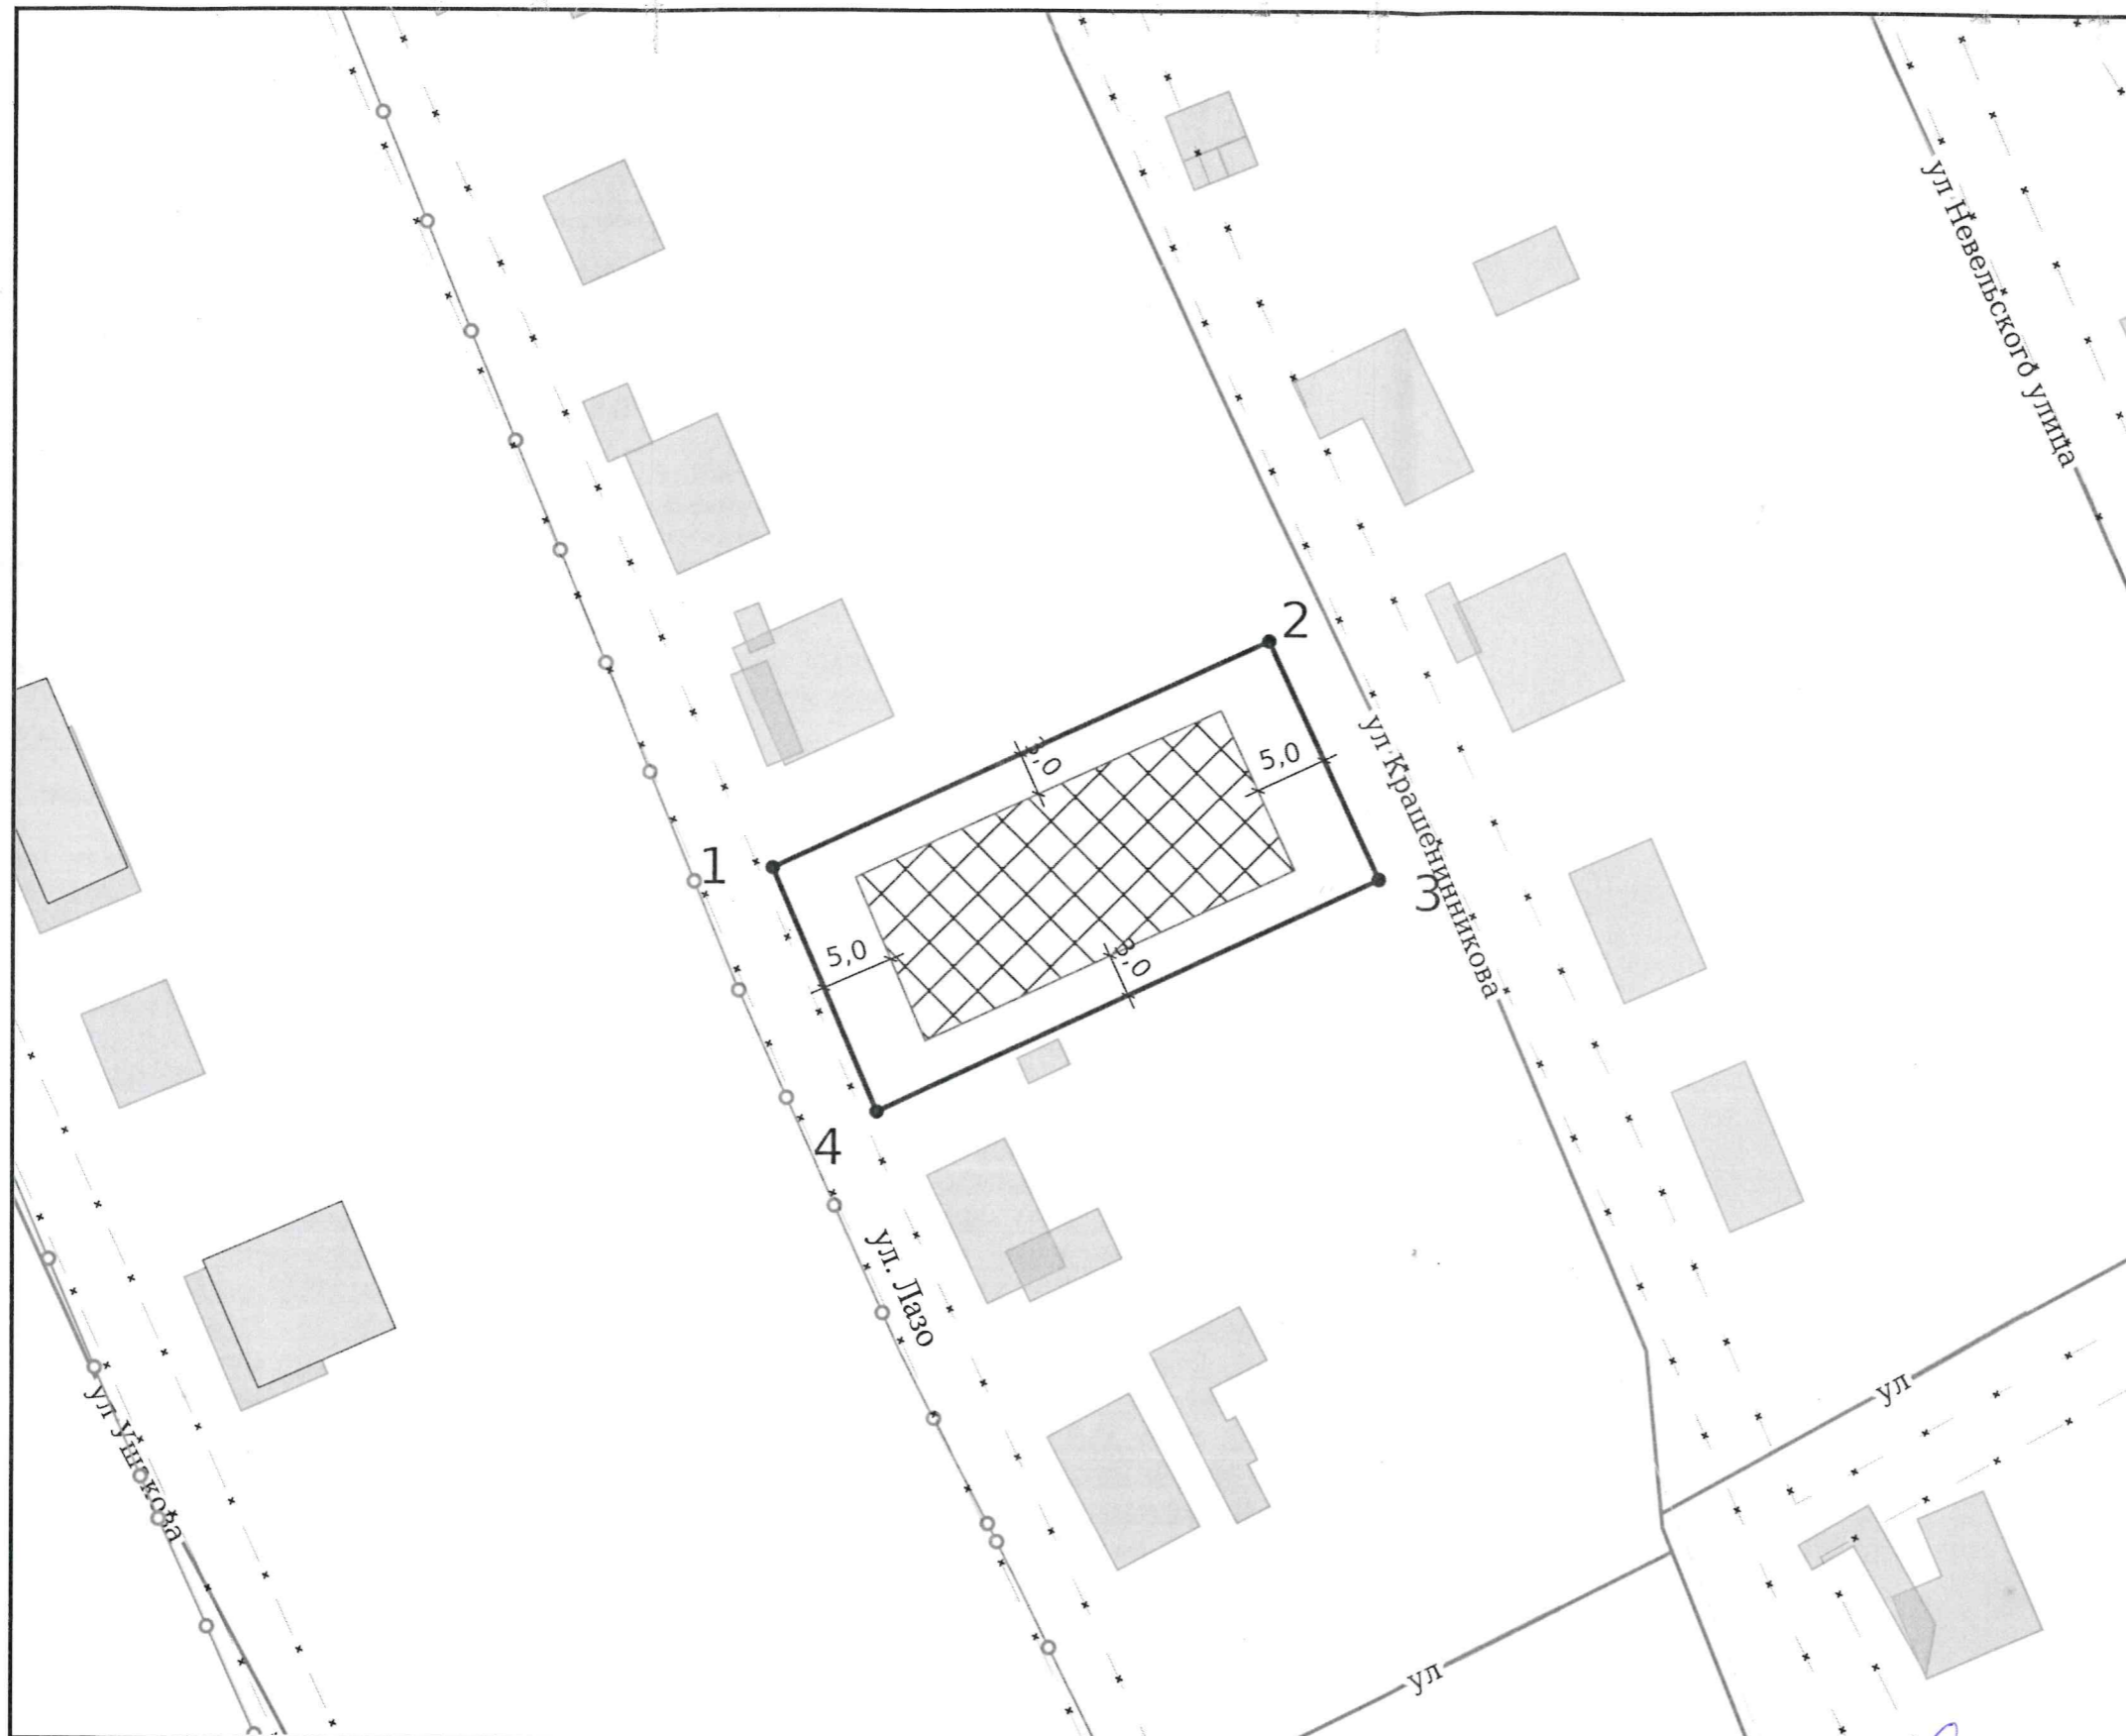 ул Невельского улица
2
3,0
5,0
ул Крашенинникова
1
3
5,0
3,0
4
ул. Лазо
ул
ул Ушакова
ул